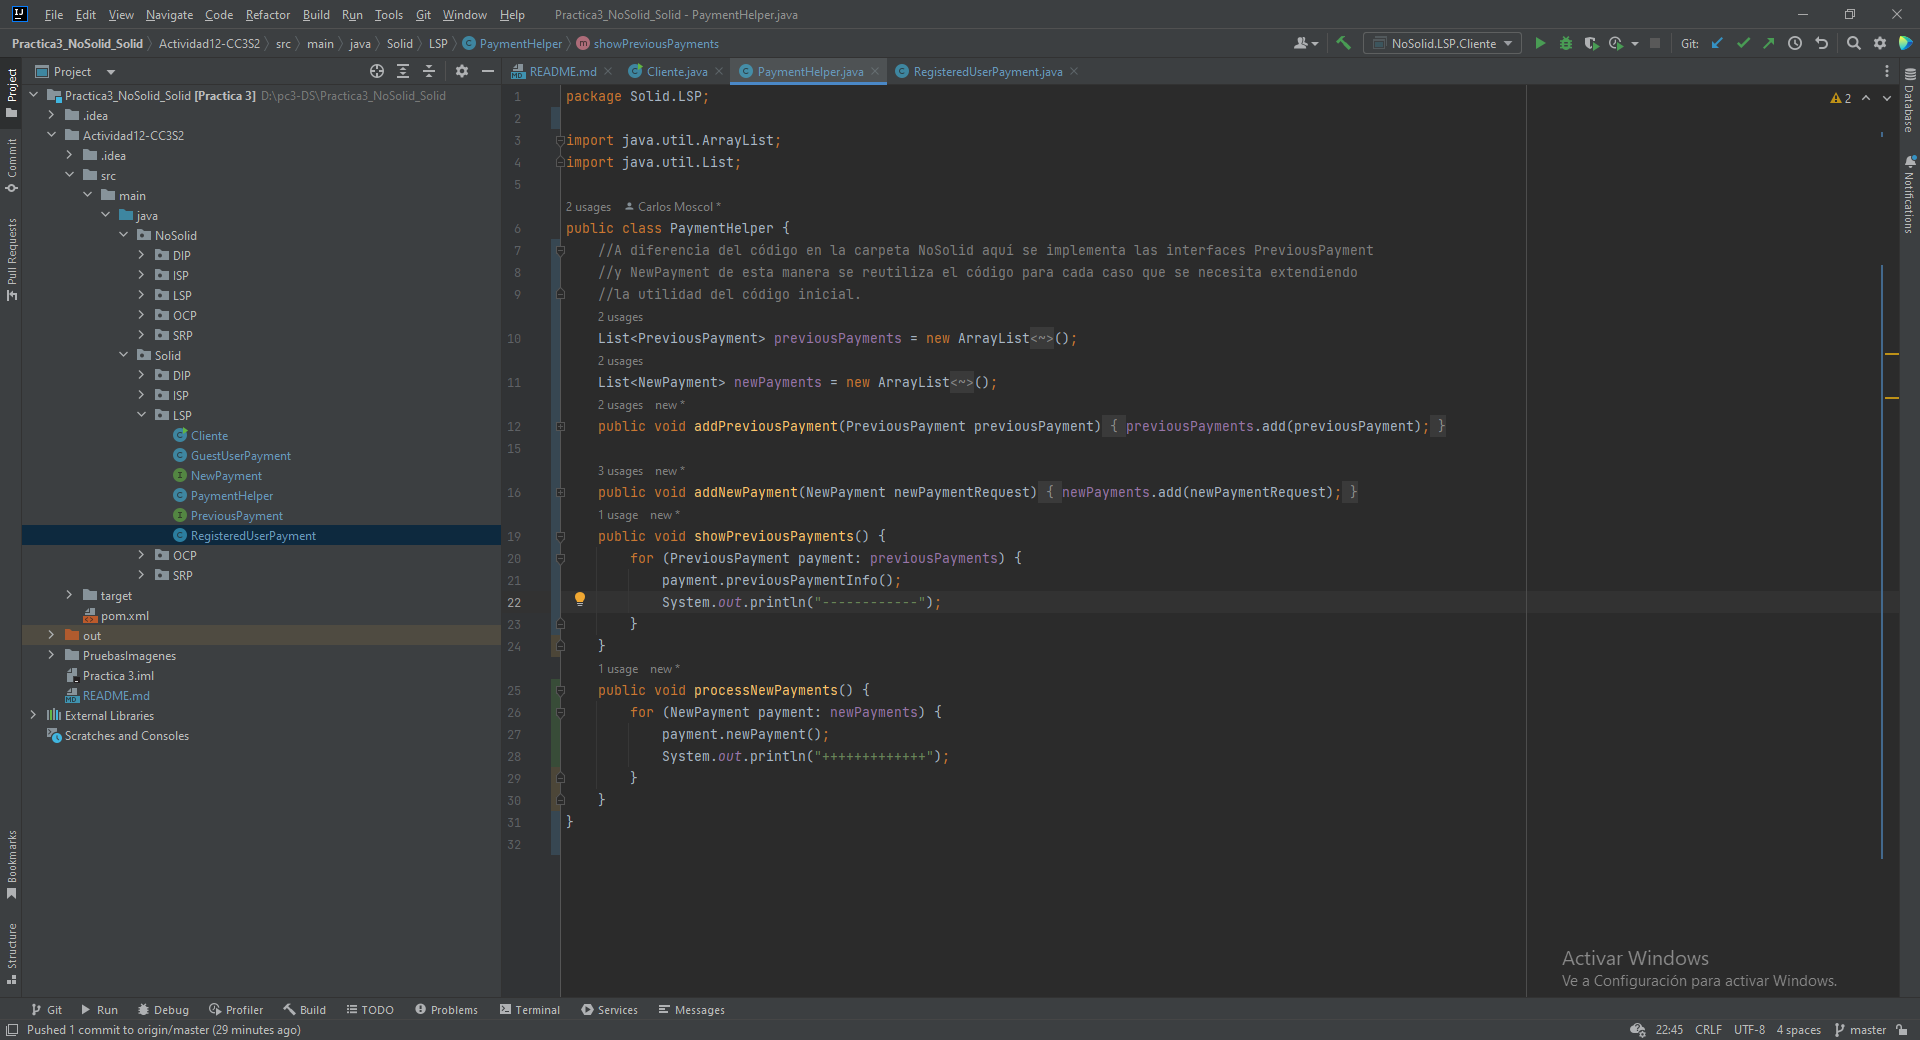 File Edit View Navigate Code Refactor Build Run Tools Git Window Help Practica3_NoSolid_Solid - PaymentHelper.java
Practica3_NoSolid_Solid Actividad12-CC3S2 src main java Solid LSP PaymentHelper showPreviousPayments NoSolid.LSP.Cliente Git:
Project README.md Cliente.java PaymentHelper.java RegisteredUserPayment.java
Project
Commit
Pull Requests
Bookmarks
Structure
Practica3_NoSolid_Solid [Practica 3] D:\pc3-DS\Practica3_NoSolid_Solid
.idea
Actividad12-CC3S2
.idea
src
main
java
NoSolid
DIP
ISP
LSP
OCP
SRP
Solid
DIP
ISP
LSP
Cliente
GuestUserPayment
NewPayment
PaymentHelper
PreviousPayment
RegisteredUserPayment
OCP
SRP
target
pom.xml
out
PruebasImagenes
Practica 3.iml
README.md
External Libraries
Scratches and Consoles
1 package Solid.LSP;
2
3 import java.util.ArrayList;
4 import java.util.List;
5
2 usages Carlos Moscol *
6 public class PaymentHelper {
7 //A diferencia del código en la carpeta NoSolid aquí se implementa las interfaces PreviousPayment
8 //y NewPayment de esta manera se reutiliza el código para cada caso que se necesita extendiendo
9 //la utilidad del código inicial.
2 usages
10 List<PreviousPayment> previousPayments = new ArrayList<~>();
2 usages
11 List<NewPayment> newPayments = new ArrayList<~>();
2 usages new *
12 public void addPreviousPayment(PreviousPayment previousPayment) { previousPayments.add(previousPayment); }
15
3 usages new *
16 public void addNewPayment(NewPayment newPaymentRequest) { newPayments.add(newPaymentRequest); }
1 usage new *
19 public void showPreviousPayments() {
20 for (PreviousPayment payment: previousPayments) {
21 payment.previousPaymentInfo();
22 System.out.println("------------");
23 }
24 }
1 usage new *
25 public void processNewPayments() {
26 for (NewPayment payment: newPayments) {
27 payment.newPayment();
28 System.out.println("+++++++++++++");
29 }
30 }
31 }
32
2
Database
Notifications
Activar Windows
Ve a Configuración para activar Windows.
Git Run Debug Profiler Build TODO Problems Terminal Services Messages
Pushed 1 commit to origin/master (29 minutes ago) 22:45 CRLF UTF-8 4 spaces master